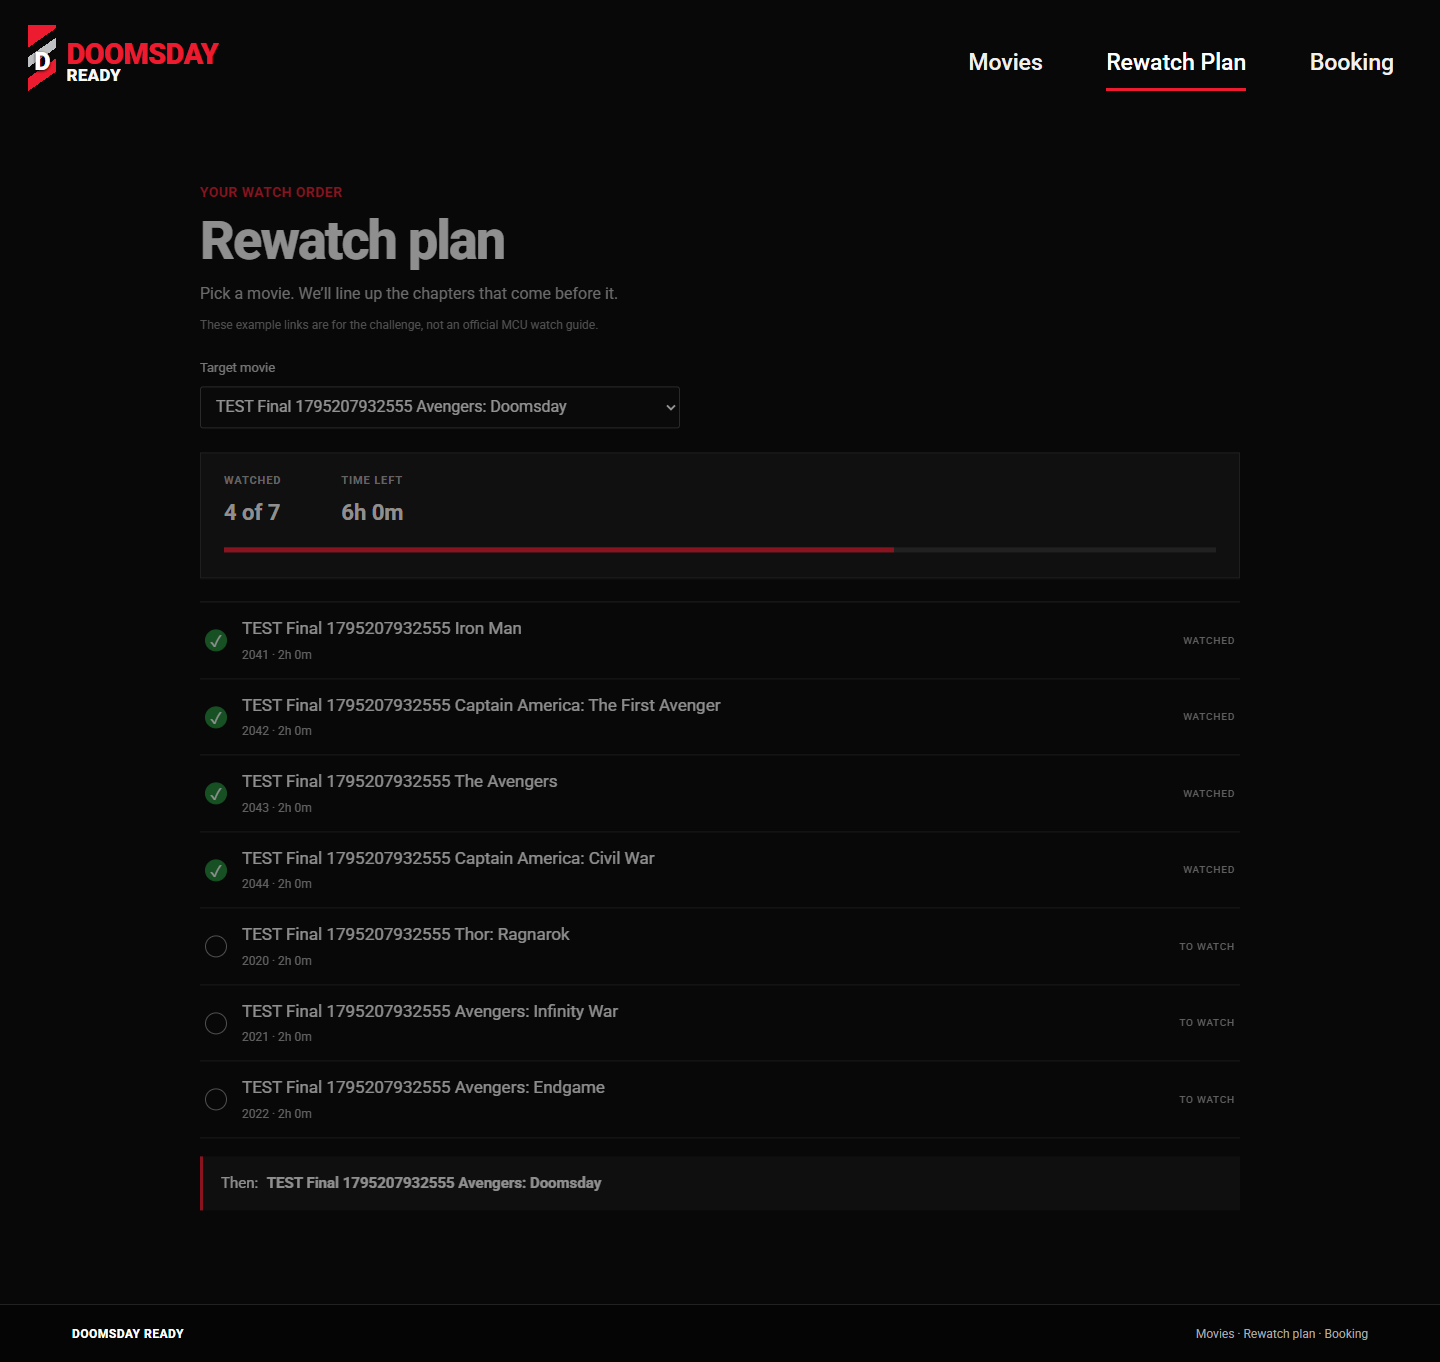 D DOOMSDAY
READY
Movies
Rewatch Plan
Booking
YOUR WATCH ORDER
Rewatch plan
Pick a movie. We’ll line up the chapters that come before it.
These example links are for the challenge, not an official MCU watch guide.
Target movie
TEST Final 1795207932555 Avengers: Doomsday
WATCHED
4 of 7
TIME LEFT
6h 0m
TEST Final 1795207932555 Iron Man
2041 · 2h 0m
WATCHED
TEST Final 1795207932555 Captain America: The First Avenger
2042 · 2h 0m
WATCHED
TEST Final 1795207932555 The Avengers
2043 · 2h 0m
WATCHED
TEST Final 1795207932555 Captain America: Civil War
2044 · 2h 0m
WATCHED
TEST Final 1795207932555 Thor: Ragnarok
2020 · 2h 0m
TO WATCH
TEST Final 1795207932555 Avengers: Infinity War
2021 · 2h 0m
TO WATCH
TEST Final 1795207932555 Avengers: Endgame
2022 · 2h 0m
TO WATCH
Then: TEST Final 1795207932555 Avengers: Doomsday
DOOMSDAY READY
Movies · Rewatch plan · Booking